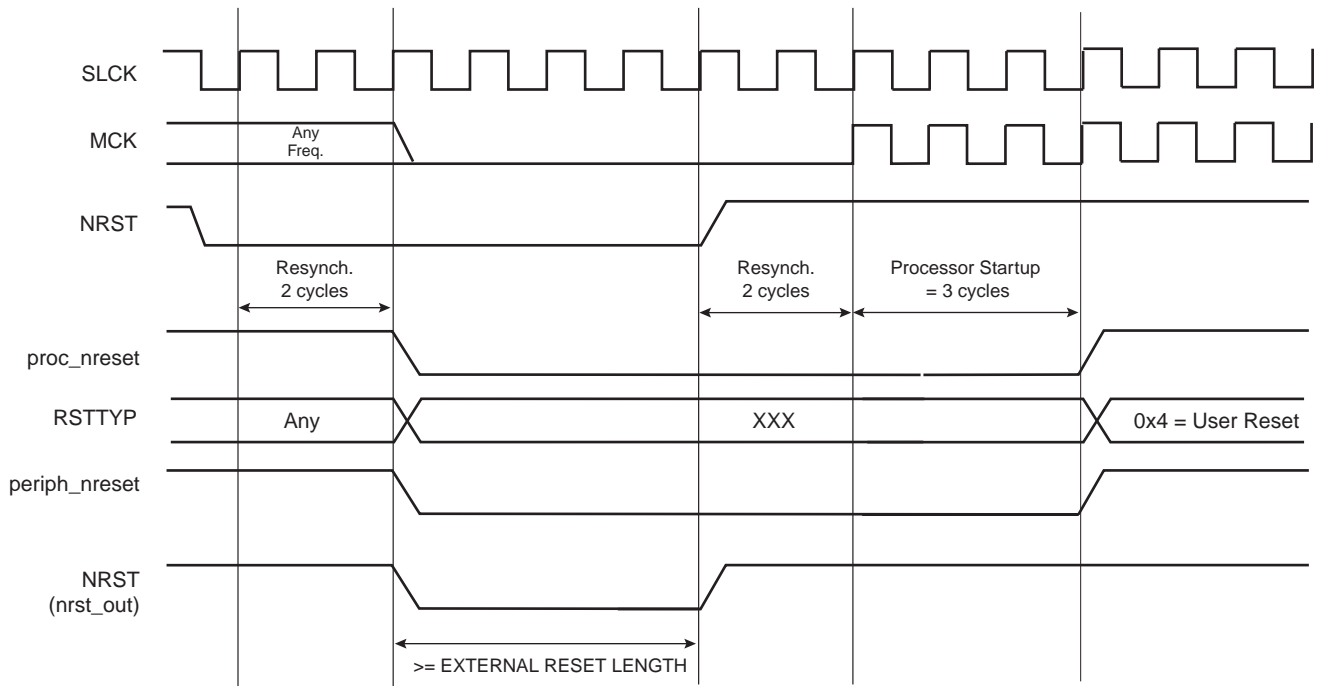 SLCK
MCK
Any
Freq.
NRST
Resynch.
2 cycles
Resynch.
2 cycles
Processor Startup
= 3 cycles
proc_nreset
RSTTYP
Any
XXX
0x4 = User Reset
periph_nreset
NRST
(nrst_out)
>= EXTERNAL RESET LENGTH